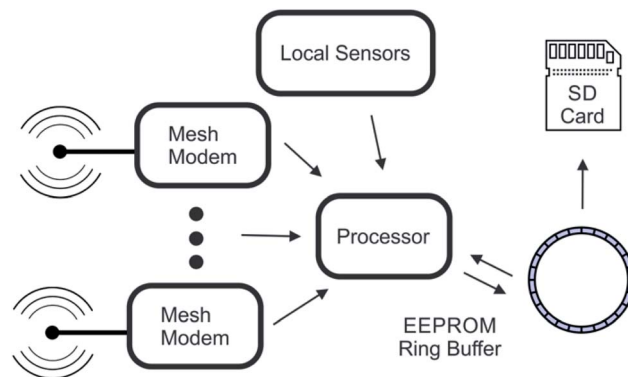 Local Sensors
Mesh
Modem
SD
Card
Processor
Mesh
Modem
EEPROM
Ring Buffer